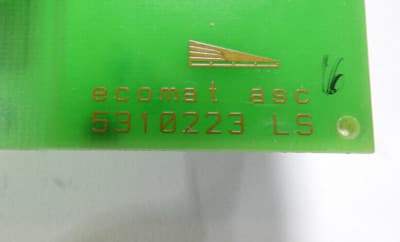 ecomat asc
5310223 LS